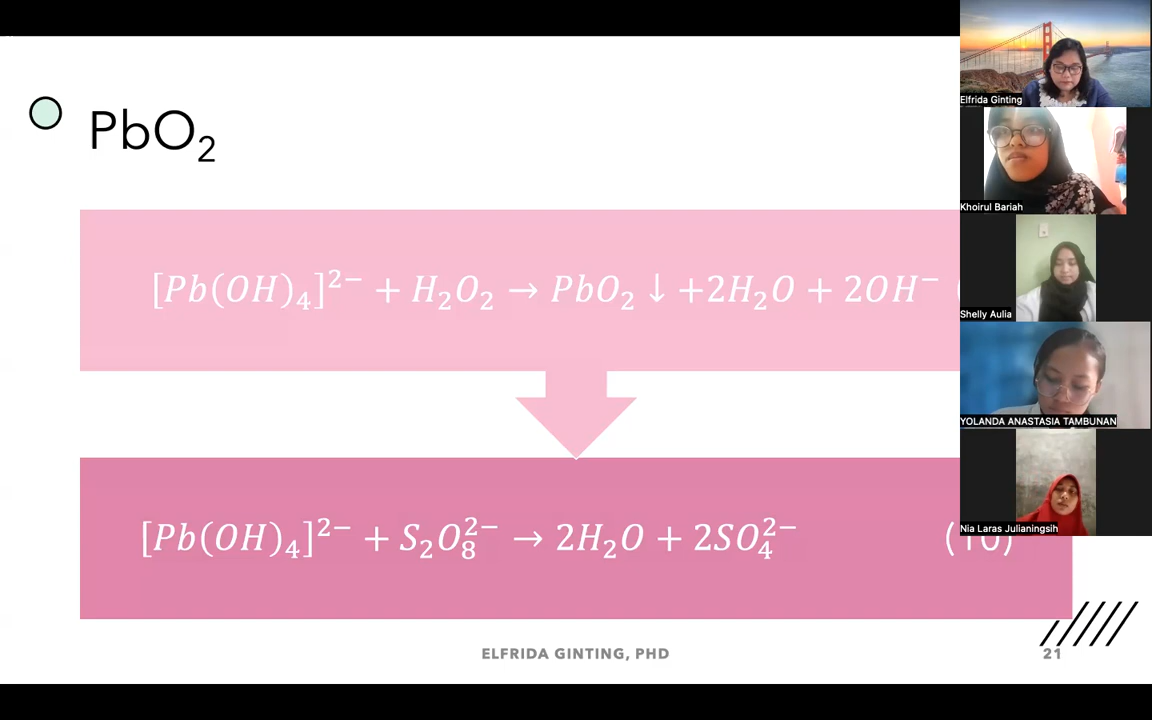 PbO₂
[Pb(OH)₄]²⁻ + H₂O₂ → PbO₂ ↓ +2H₂O + 2OH⁻
[Pb(OH)₄]²⁻ + S₂O₈²⁻ → 2H₂O + 2SO₄²⁻ (10)
ELFRIDA GINTING, PHD
21
Elfrida Ginting
Khoirul Bariah
Shelly Aulia
YOLANDA ANASTASIA TAMBUNAN
Nia Laras Julianingsih